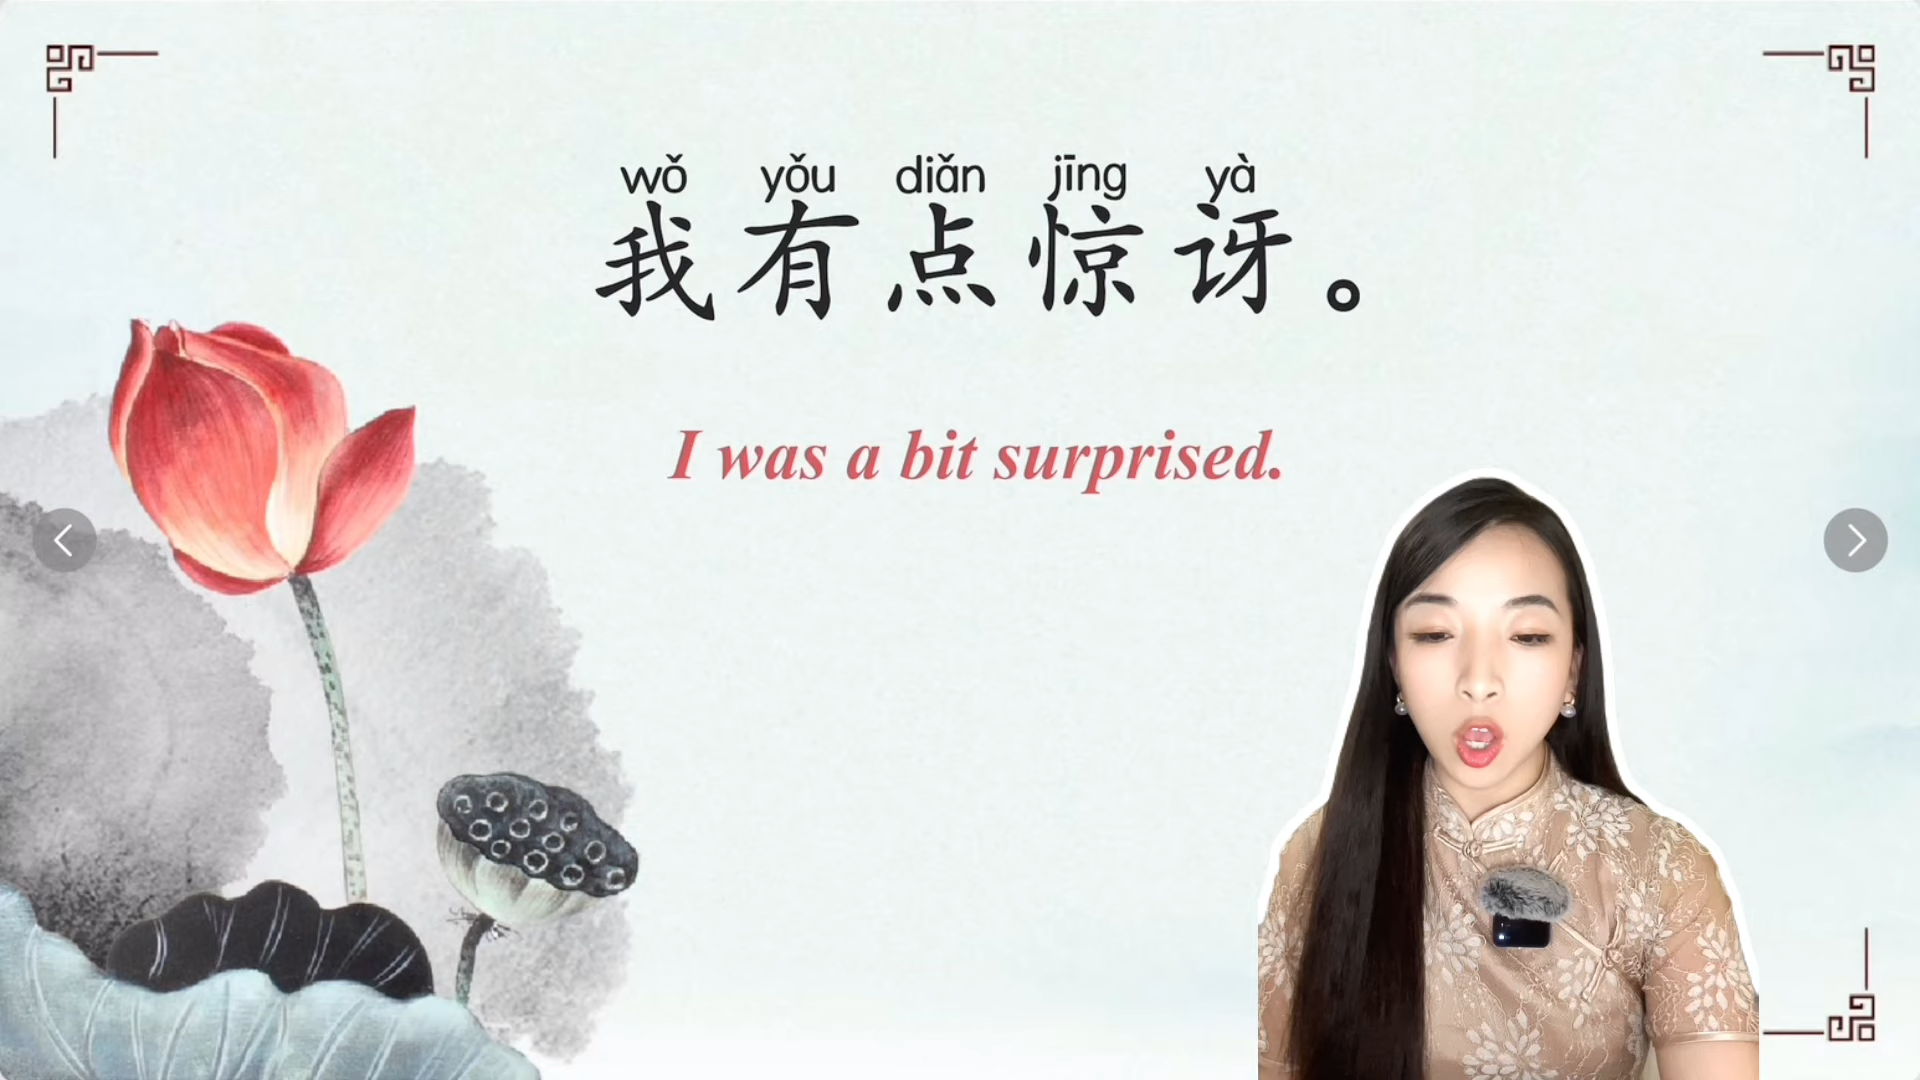 wǒ yǒu diǎn jīng yà
我有点惊讶。
I was a bit surprised.